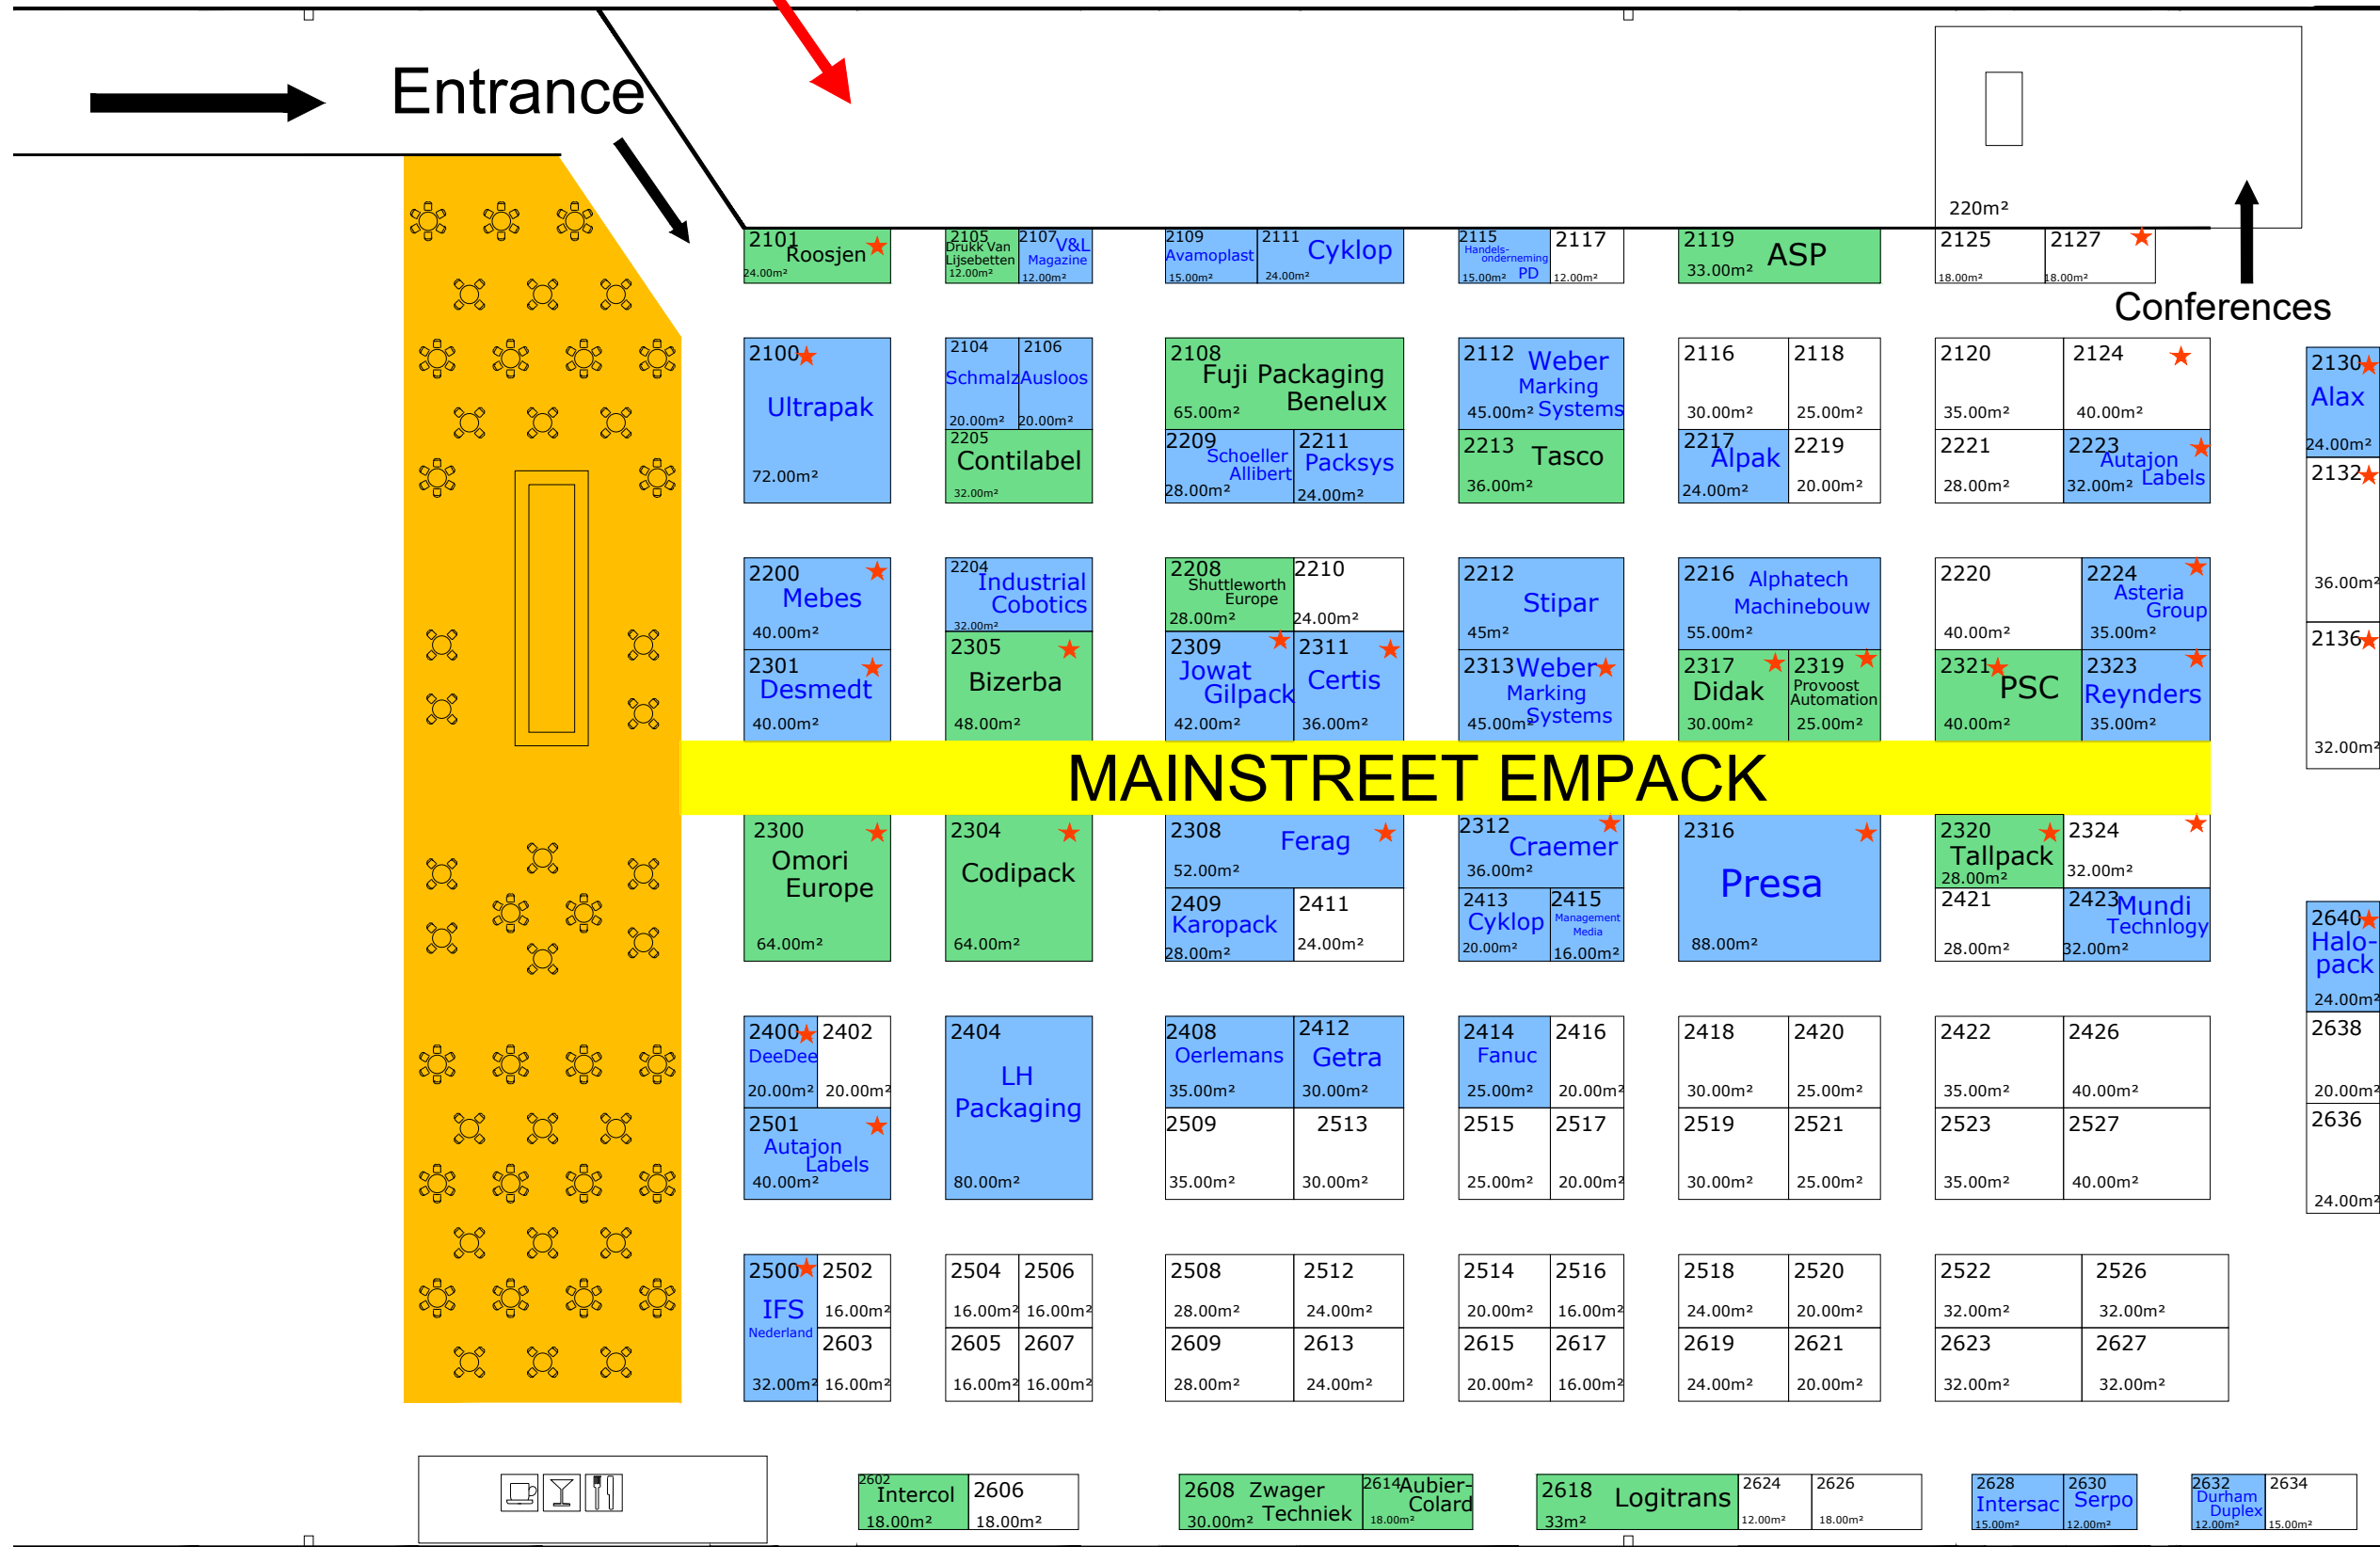 Entrance
220m²
Conferences
2101
Roosjen
24.00m²
2105
Drukk Van
Lijsebetten
12.00m²
2107
V&L
Magazine
12.00m²
2109
Avamoplast
15.00m²
2111
Cyklop
24.00m²
2115
Handels-
onderneming
PD
15.00m²
2117
12.00m²
2119
ASP
33.00m²
2125
18.00m²
2127
18.00m²
2100
Ultrapak
72.00m²
2104
Schmalz
20.00m²
2106
Ausloos
20.00m²
2205
Contilabel
32.00m²
2108
Fuji Packaging
Benelux
65.00m²
2209
Schoeller
Allibert
28.00m²
2211
Packsys
24.00m²
2112
Weber
Marking
Systems
45.00m²
2213
Tasco
36.00m²
2116
30.00m²
2118
25.00m²
2217
Alpak
24.00m²
2219
20.00m²
2120
35.00m²
2124
40.00m²
2221
28.00m²
2223
Autajon
Labels
32.00m²
2130
Alax
24.00m²
2132
36.00m²
2136
32.00m²
2200
Mebes
40.00m²
2301
Desmedt
40.00m²
2204
Industrial
Cobotics
32.00m²
2305
Bizerba
48.00m²
2208
Shuttleworth
Europe
28.00m²
2210
24.00m²
2309
Jowat
Gilpack
42.00m²
2311
Certis
36.00m²
2212
Stipar
45m²
2313
Weber
Marking
Systems
45.00m²
2216
Alphatech
Machinebouw
55.00m²
2317
Didak
30.00m²
2319
Provoost
Automation
25.00m²
2220
40.00m²
2224
Asteria
Group
35.00m²
2321
PSC
40.00m²
2323
Reynders
35.00m²
MAINSTREET EMPACK
2300
Omori
Europe
64.00m²
2304
Codipack
64.00m²
2308
Ferag
52.00m²
2409
Karopack
28.00m²
2411
24.00m²
2312
Craemer
36.00m²
2413
Cyklop
20.00m²
2415
Management
Media
16.00m²
2316
Presa
88.00m²
2320
Tallpack
28.00m²
2324
32.00m²
2421
28.00m²
2423
Mundi
Technlogy
32.00m²
2640
Halo-
pack
24.00m²
2638
20.00m²
2636
24.00m²
2400
DeeDee
20.00m²
2402
20.00m²
2501
Autajon
Labels
40.00m²
2404
LH
Packaging
80.00m²
2408
Oerlemans
35.00m²
2412
Getra
30.00m²
2509
35.00m²
2513
30.00m²
2414
Fanuc
25.00m²
2416
20.00m²
2515
25.00m²
2517
20.00m²
2418
30.00m²
2420
25.00m²
2519
30.00m²
2521
25.00m²
2422
35.00m²
2426
40.00m²
2523
35.00m²
2527
40.00m²
2500
IFS
Nederland
32.00m²
2502
16.00m²
2603
16.00m²
2504
16.00m²
2506
16.00m²
2605
16.00m²
2607
16.00m²
2508
28.00m²
2512
24.00m²
2609
28.00m²
2613
24.00m²
2514
20.00m²
2516
16.00m²
2615
20.00m²
2617
16.00m²
2518
24.00m²
2520
20.00m²
2619
24.00m²
2621
20.00m²
2522
32.00m²
2526
32.00m²
2623
32.00m²
2627
32.00m²
2602
Intercol
18.00m²
2606
18.00m²
2608
Zwager
Techniek
30.00m²
2614
Aubier-
Colard
18.00m²
2618
Logitrans
33m²
2624
12.00m²
2626
18.00m²
2628
Intersac
15.00m²
2630
Serpo
12.00m²
2632
Durham
Duplex
12.00m²
2634
15.00m²